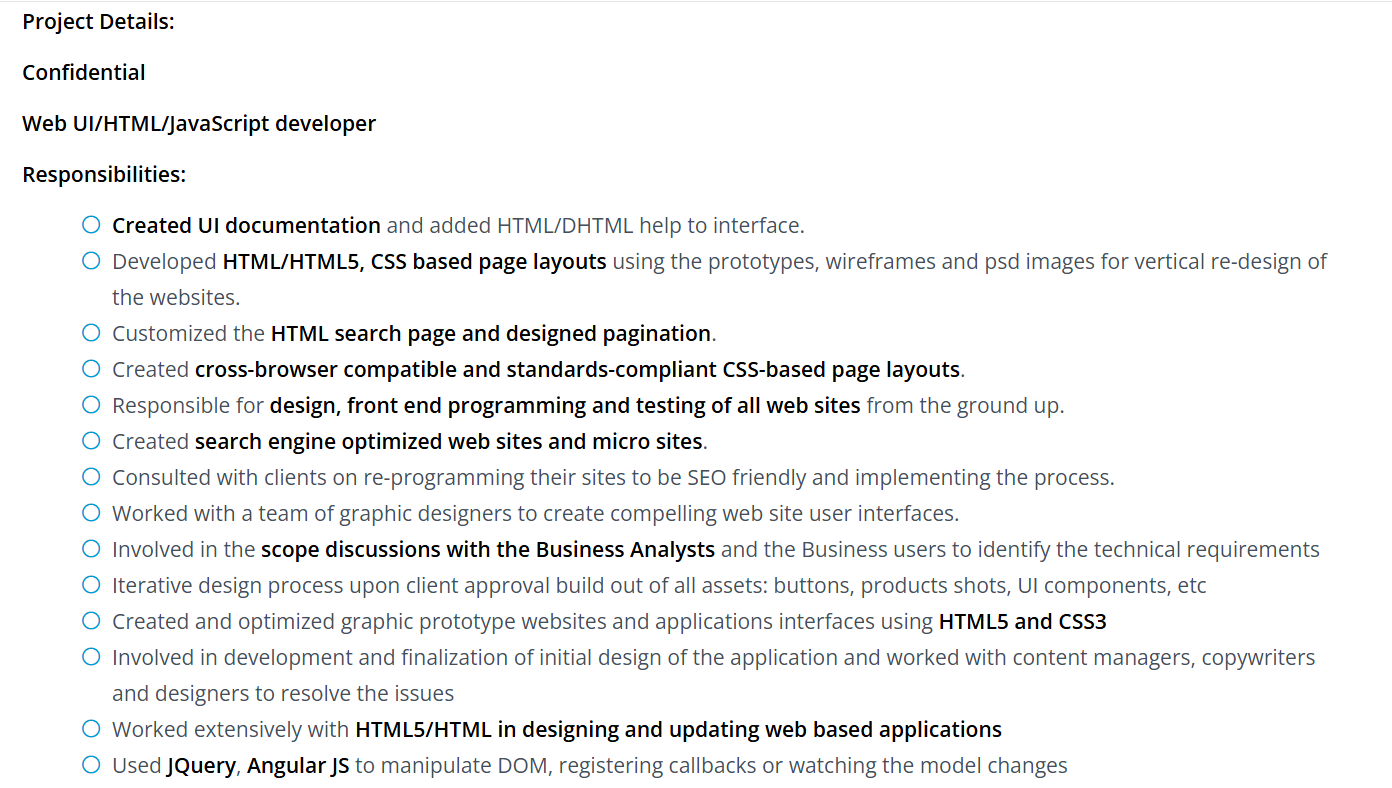 Project Details:
Confidential
Web UI/HTML/JavaScript developer
Responsibilities:
Created UI documentation and added HTML/DHTML help to interface.
Developed HTML/HTML5, CSS based page layouts using the prototypes, wireframes and psd images for vertical re-design of
the websites.
Customized the HTML search page and designed pagination.
Created cross-browser compatible and standards-compliant CSS-based page layouts.
Responsible for design, front end programming and testing of all web sites from the ground up.
Created search engine optimized web sites and micro sites.
Consulted with clients on re-programming their sites to be SEO friendly and implementing the process.
Worked with a team of graphic designers to create compelling web site user interfaces.
Involved in the scope discussions with the Business Analysts and the Business users to identify the technical requirements
Iterative design process upon client approval build out of all assets: buttons, products shots, UI components, etc
Created and optimized graphic prototype websites and applications interfaces using HTML5 and CSS3
Involved in development and finalization of initial design of the application and worked with content managers, copywriters
and designers to resolve the issues
Worked extensively with HTML5/HTML in designing and updating web based applications
Used JQuery, Angular JS to manipulate DOM, registering callbacks or watching the model changes